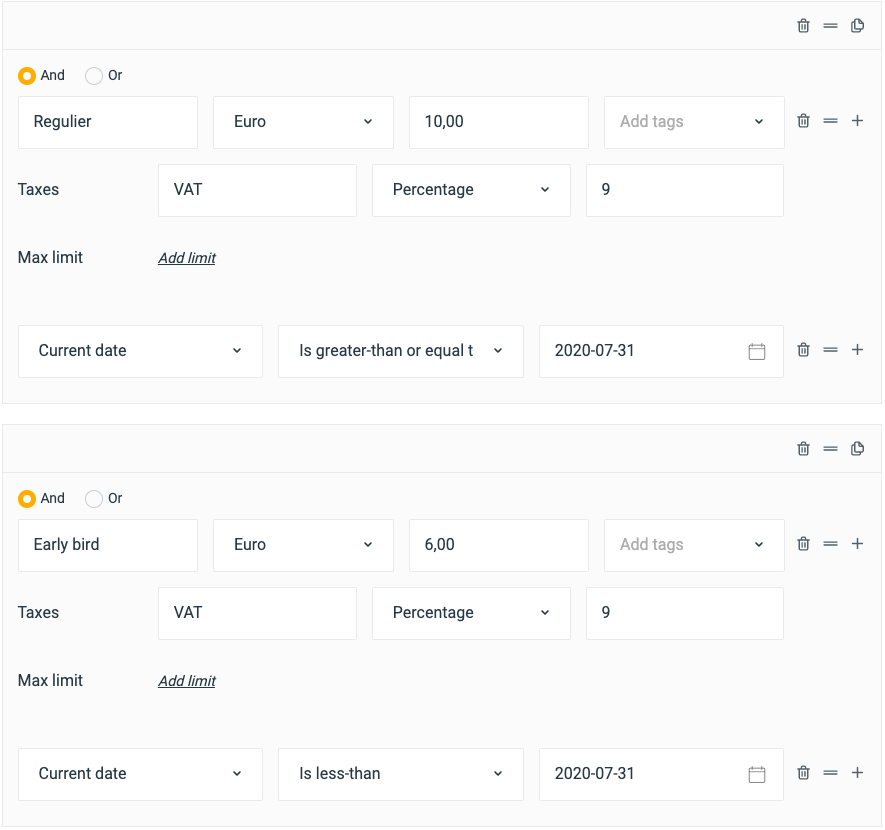 And Or
Regulier Euro 10,00 Add tags
Taxes VAT Percentage 9
Max limit Add limit
Current date Is greater-than or equal t 2020-07-31
And Or
Early bird Euro 6,00 Add tags
Taxes VAT Percentage 9
Max limit Add limit
Current date Is less-than 2020-07-31